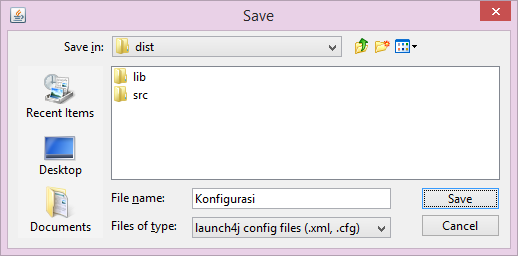 Save
Save in:
dist
lib
src
Recent Items
Desktop
Documents
File name:
Konfigurasi
Save
Files of type:
launch4j config files (.xml, .cfg)
Cancel